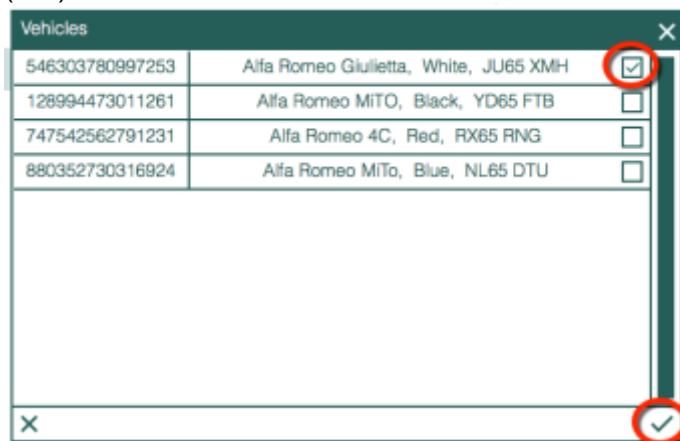 Vehicles
546303780997253 Alfa Romeo Giulietta, White, JU65 XMH
128994473011261 Alfa Romeo MiTO, Black, YD65 FTB
747542562791231 Alfa Romeo 4C, Red, RX65 RNG
880352730316924 Alfa Romeo MiTo, Blue, NL65 DTU